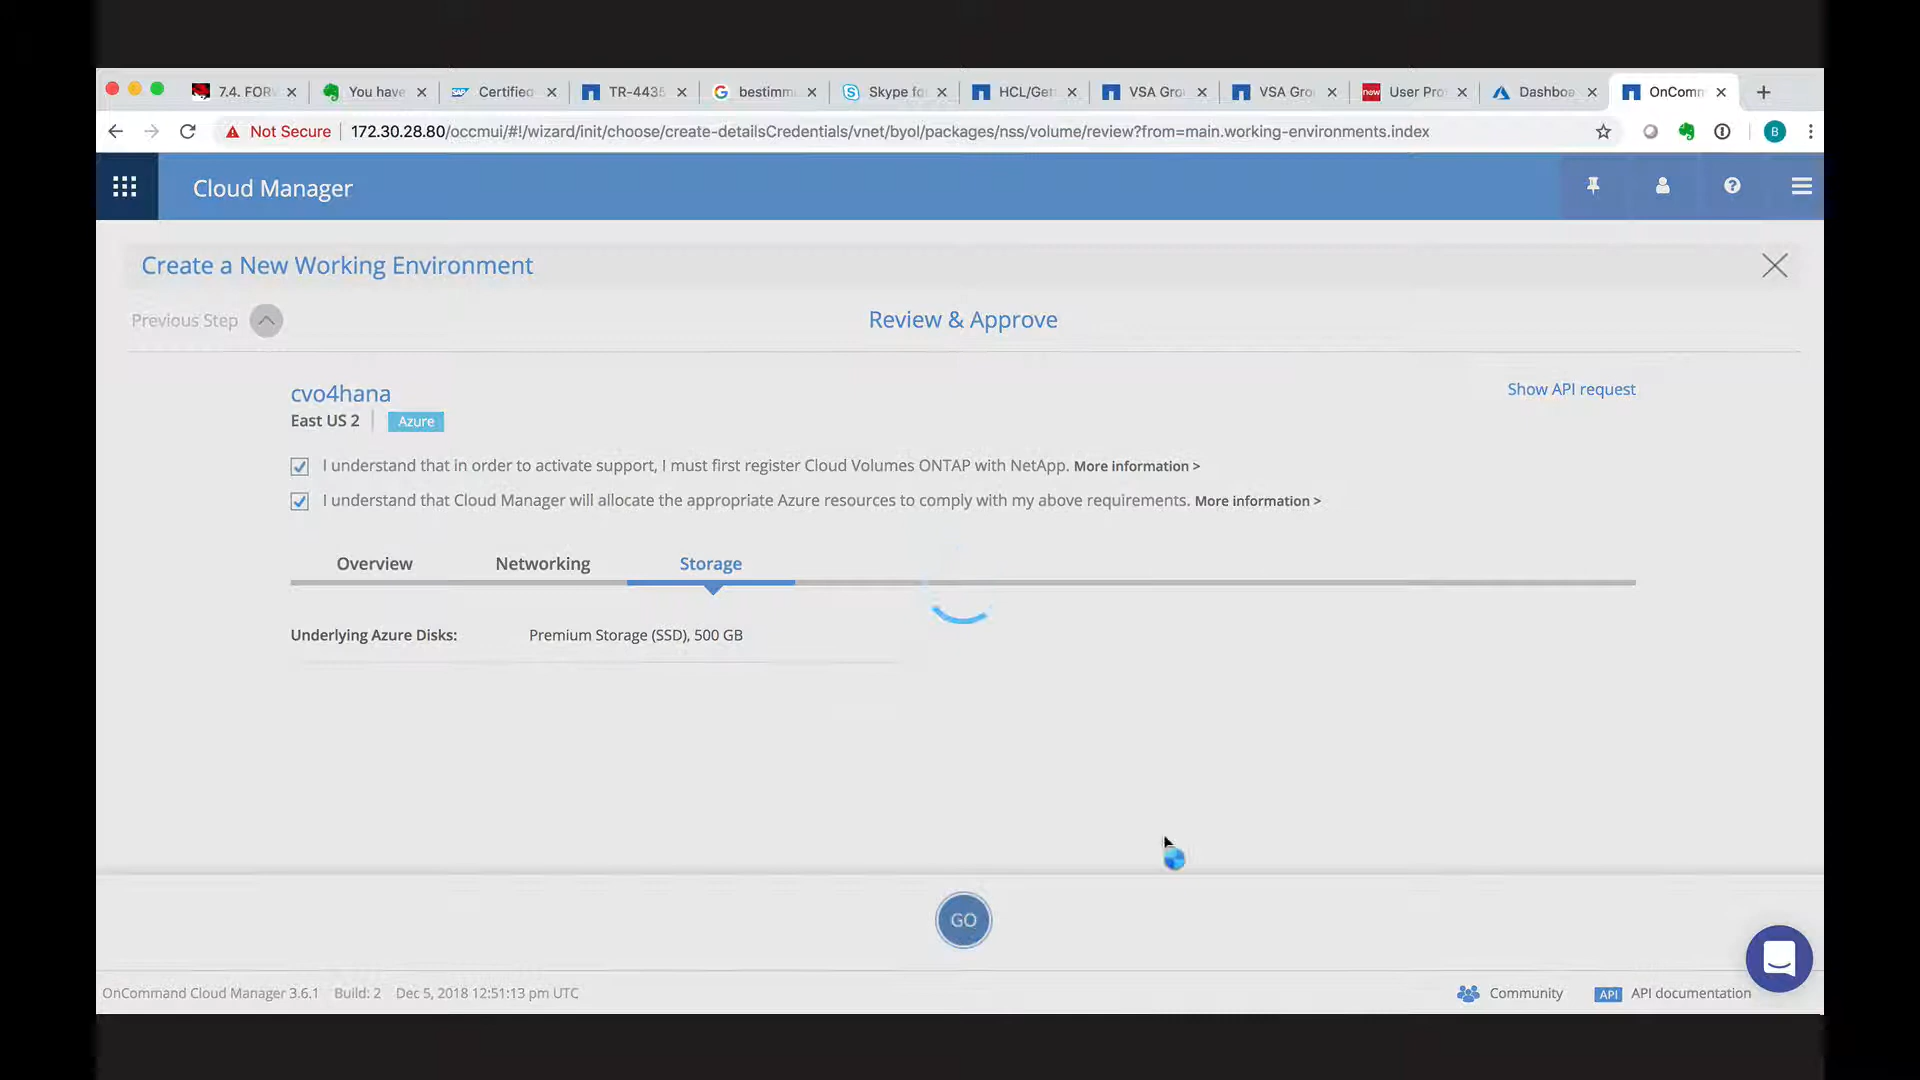 7.4. FOR
You have
Certified
TR-4435
bestimm
Skype fo
HCL/Get
VSA Gro
VSA Gro
User Pro
Dashboa
OnComm
Not Secure
172.30.28.80/occmui/#!/wizard/init/choose/create-detailsCredentials/vnet/byol/packages/nss/volume/review?from=main.working-environments.index
B
Cloud Manager
Create a New Working Environment
Previous Step
Review & Approve
cvo4hana
Show API request
East US 2
Azure
I understand that in order to activate support, I must first register Cloud Volumes ONTAP with NetApp. More information >
I understand that Cloud Manager will allocate the appropriate Azure resources to comply with my above requirements. More information >
Overview
Networking
Storage
Underlying Azure Disks: Premium Storage (SSD), 500 GB
GO
OnCommand Cloud Manager 3.6.1 Build: 2 Dec 5, 2018 12:51:13 pm UTC
Community
API API documentation